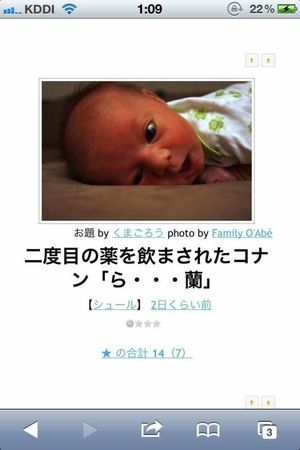 KDDI 1:09 22%
お題 by くまごろう photo by Family O'Abé
二度目の薬を飲まされたコナ
ン「ら・・・蘭」
【シュール】 2日くらい前
★ の合計 14（7）
3